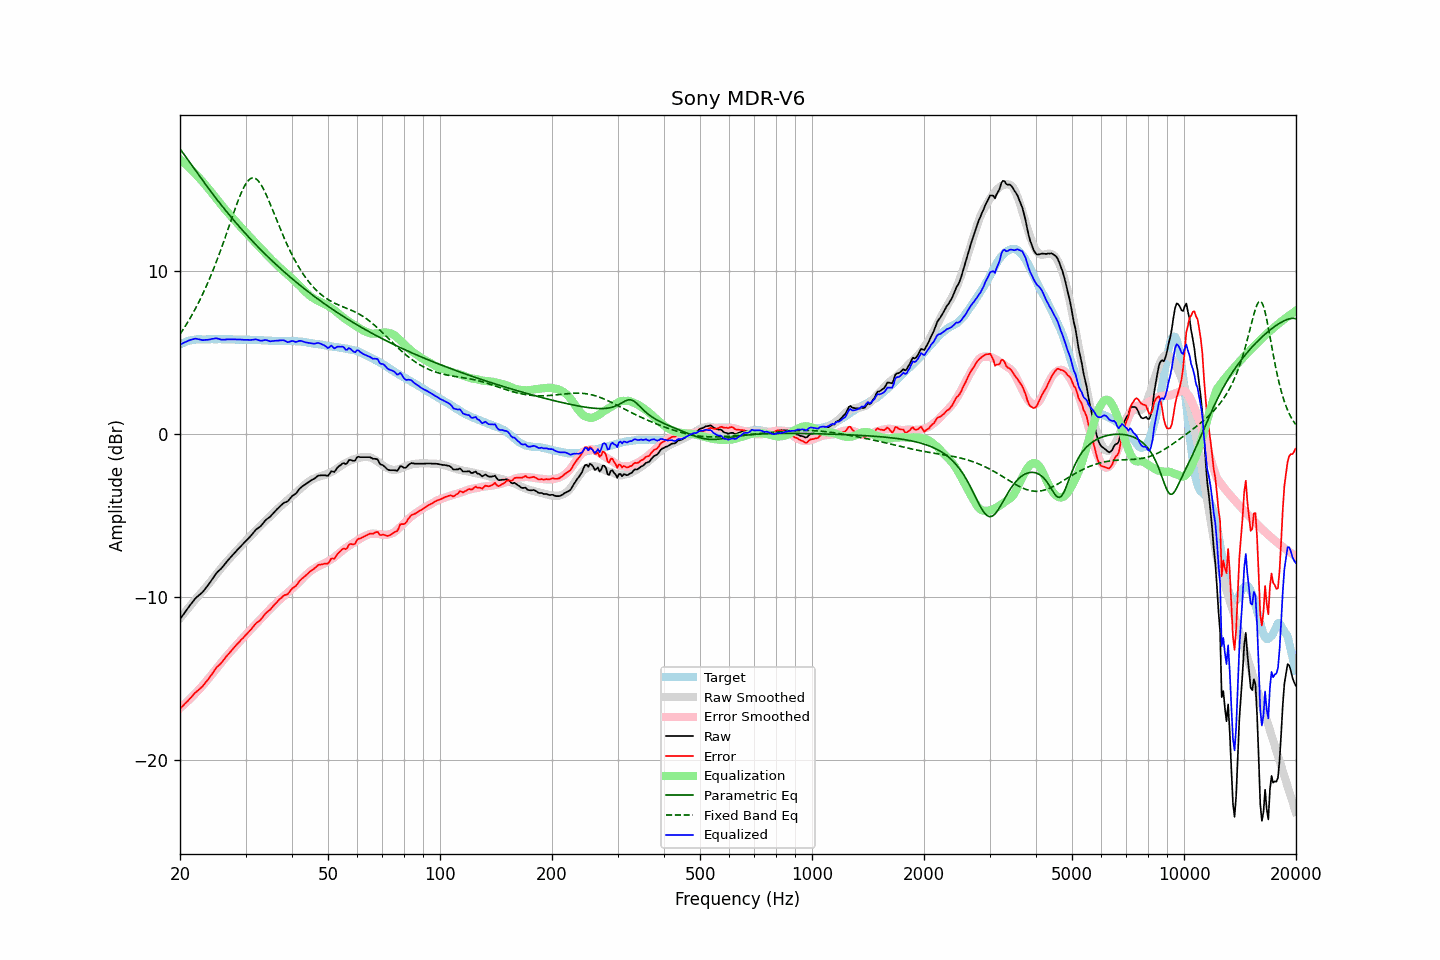 Sony MDR-V6
Amplitude (dBr)
10
0
−10
−20
Target
Raw Smoothed
Error Smoothed
Raw
Error
Equalization
Parametric Eq
Fixed Band Eq
Equalized
20 50 100 200 500 1000 2000 5000 10000 20000
Frequency (Hz)